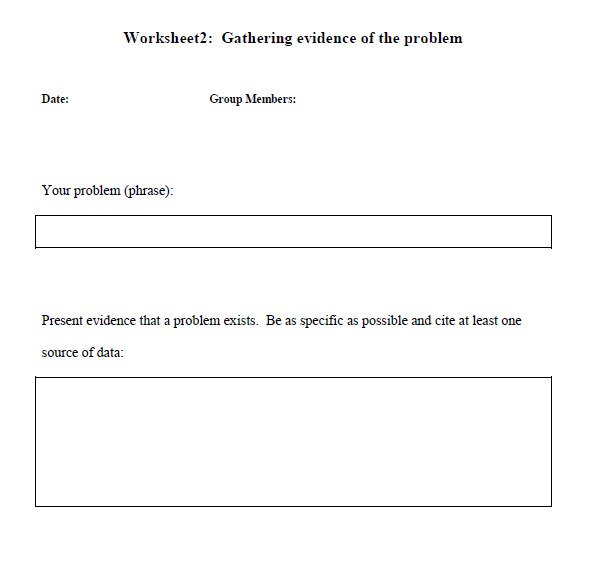 Worksheet2:  Gathering evidence of the problem
Date:
Group Members:
Your problem (phrase):
Present evidence that a problem exists.  Be as specific as possible and cite at least one
source of data: